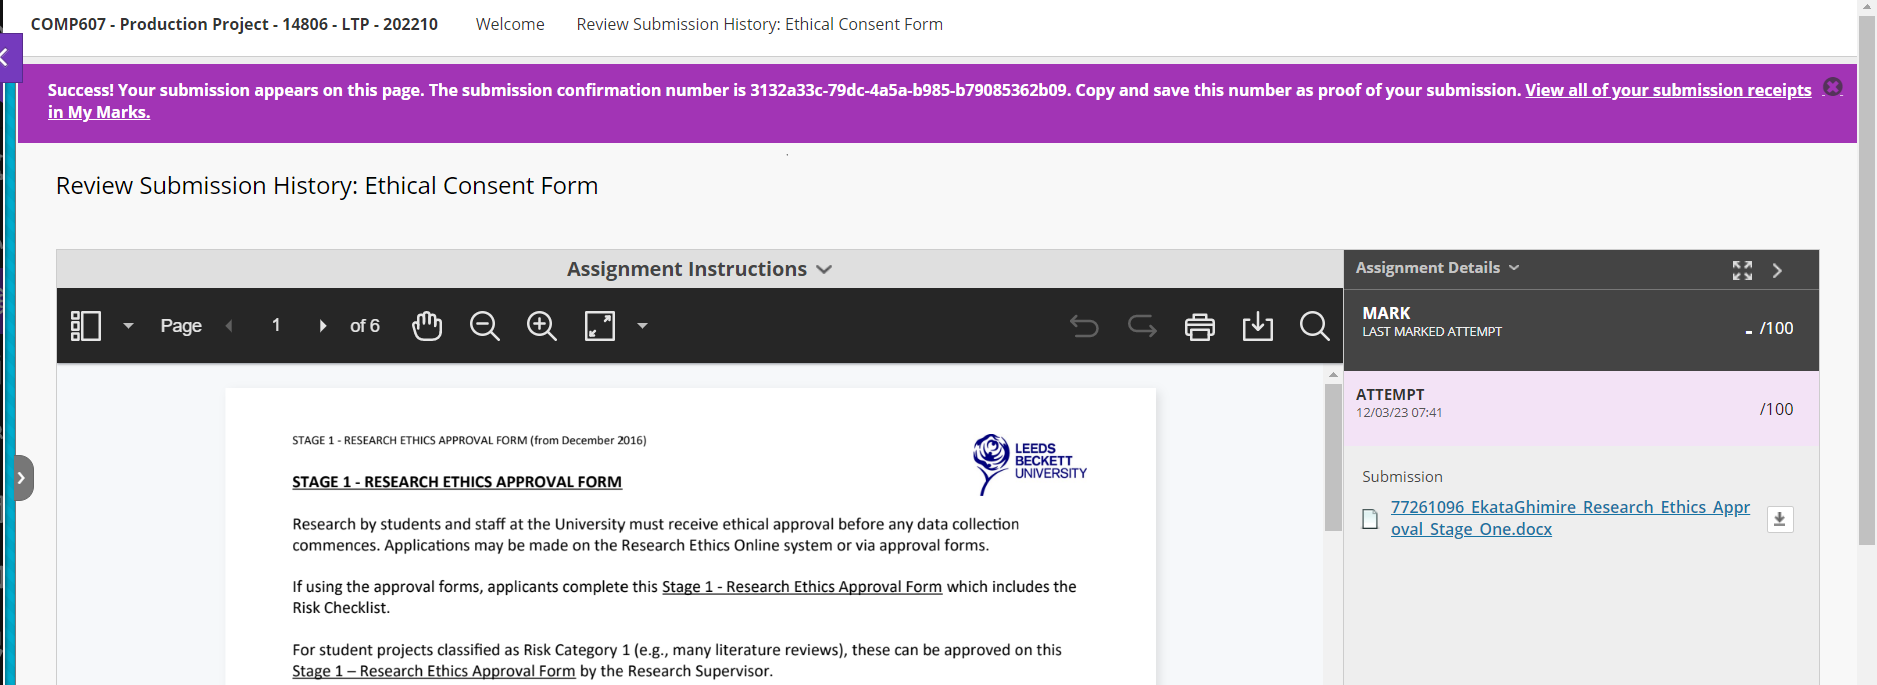 COMP607 - Production Project - 14806 - LTP - 202210
Welcome
Review Submission History: Ethical Consent Form
Success! Your submission appears on this page. The submission confirmation number is 3132a33c-79dc-4a5a-b985-b79085362b09. Copy and save this number as proof of your submission. View all of your submission receipts
in My Marks.
Review Submission History: Ethical Consent Form
Assignment Instructions
Page 1 of 6
STAGE 1 - RESEARCH ETHICS APPROVAL FORM (from December 2016)
LEEDS
BECKETT
UNIVERSITY
STAGE 1 - RESEARCH ETHICS APPROVAL FORM
Research by students and staff at the University must receive ethical approval before any data collection
commences. Applications may be made on the Research Ethics Online system or via approval forms.
If using the approval forms, applicants complete this Stage 1 - Research Ethics Approval Form which includes the
Risk Checklist.
For student projects classified as Risk Category 1 (e.g., many literature reviews), these can be approved on this
Stage 1 – Research Ethics Approval Form by the Research Supervisor.
Assignment Details
MARK
LAST MARKED ATTEMPT
- /100
ATTEMPT
12/03/23 07:41
/100
Submission
77261096_EkataGhimire_Research_Ethics_Appr
oval_Stage_One.docx